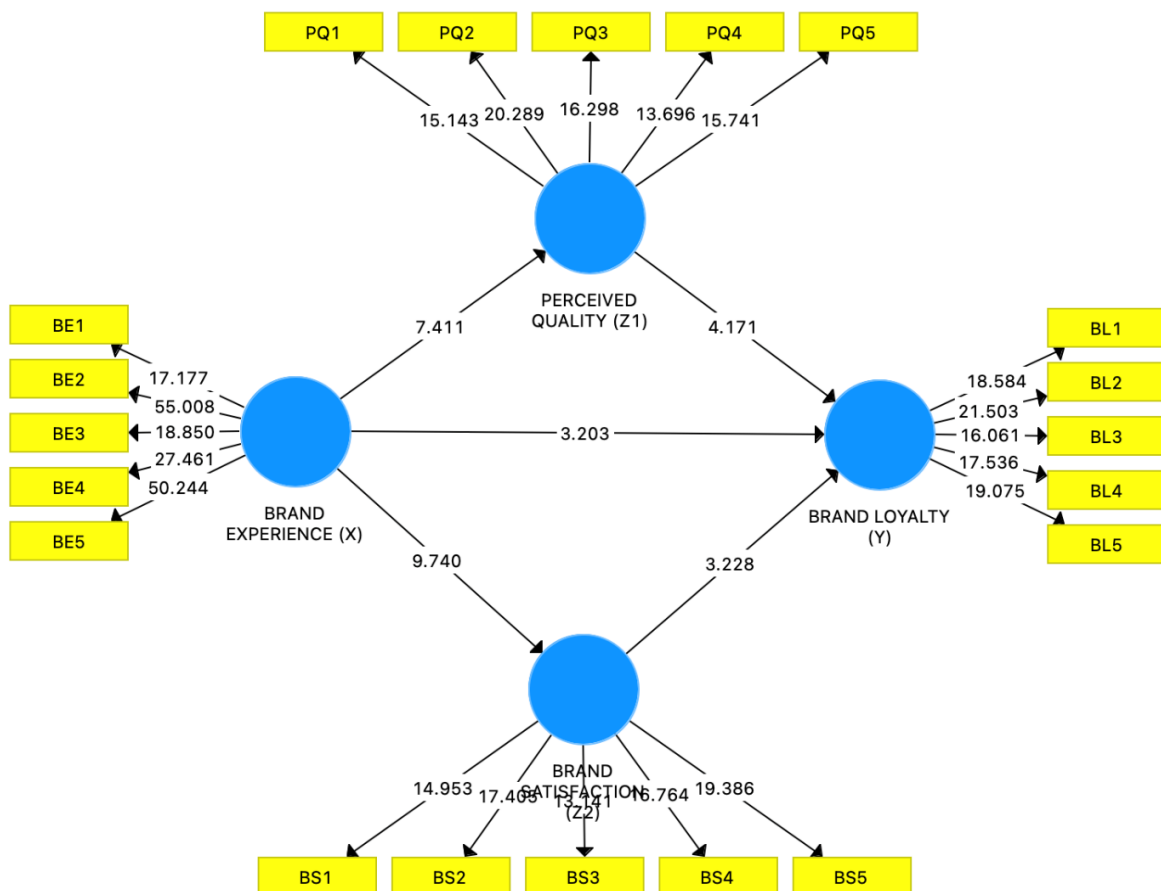 PQ1 PQ2 PQ3 PQ4 PQ5
15.143 20.289 16.298 13.696 15.741
PERCEIVED
QUALITY (Z1)
BE1
BE2
BE3
BE4
BE5
17.177
55.008
18.850
27.461
50.244
7.411
4.171
3.203
BRAND
EXPERIENCE (X)
9.740
3.228
BRAND LOYALTY
(Y)
18.584
21.503
16.061
17.536
19.075
BL1
BL2
BL3
BL4
BL5
BRAND
SATISFACTION
(Z2)
14.953 17.405 13.141 16.764 19.386
BS1 BS2 BS3 BS4 BS5